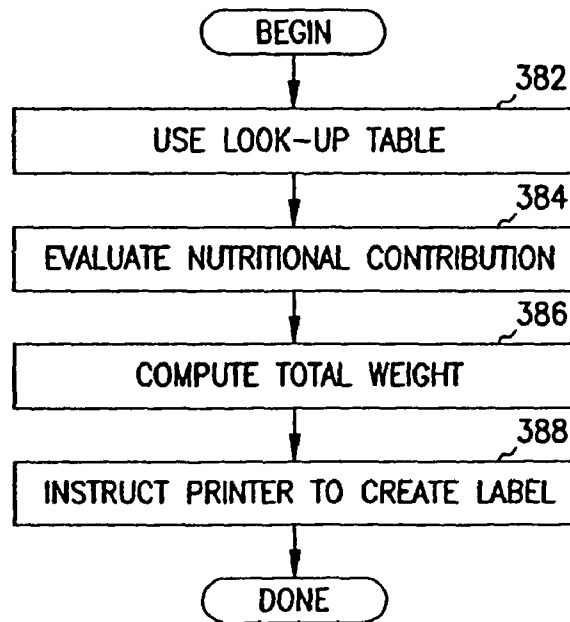 BEGIN
382
USE LOOK-UP TABLE
384
EVALUATE NUTRITIONAL CONTRIBUTION
386
COMPUTE TOTAL WEIGHT
388
INSTRUCT PRINTER TO CREATE LABEL
DONE